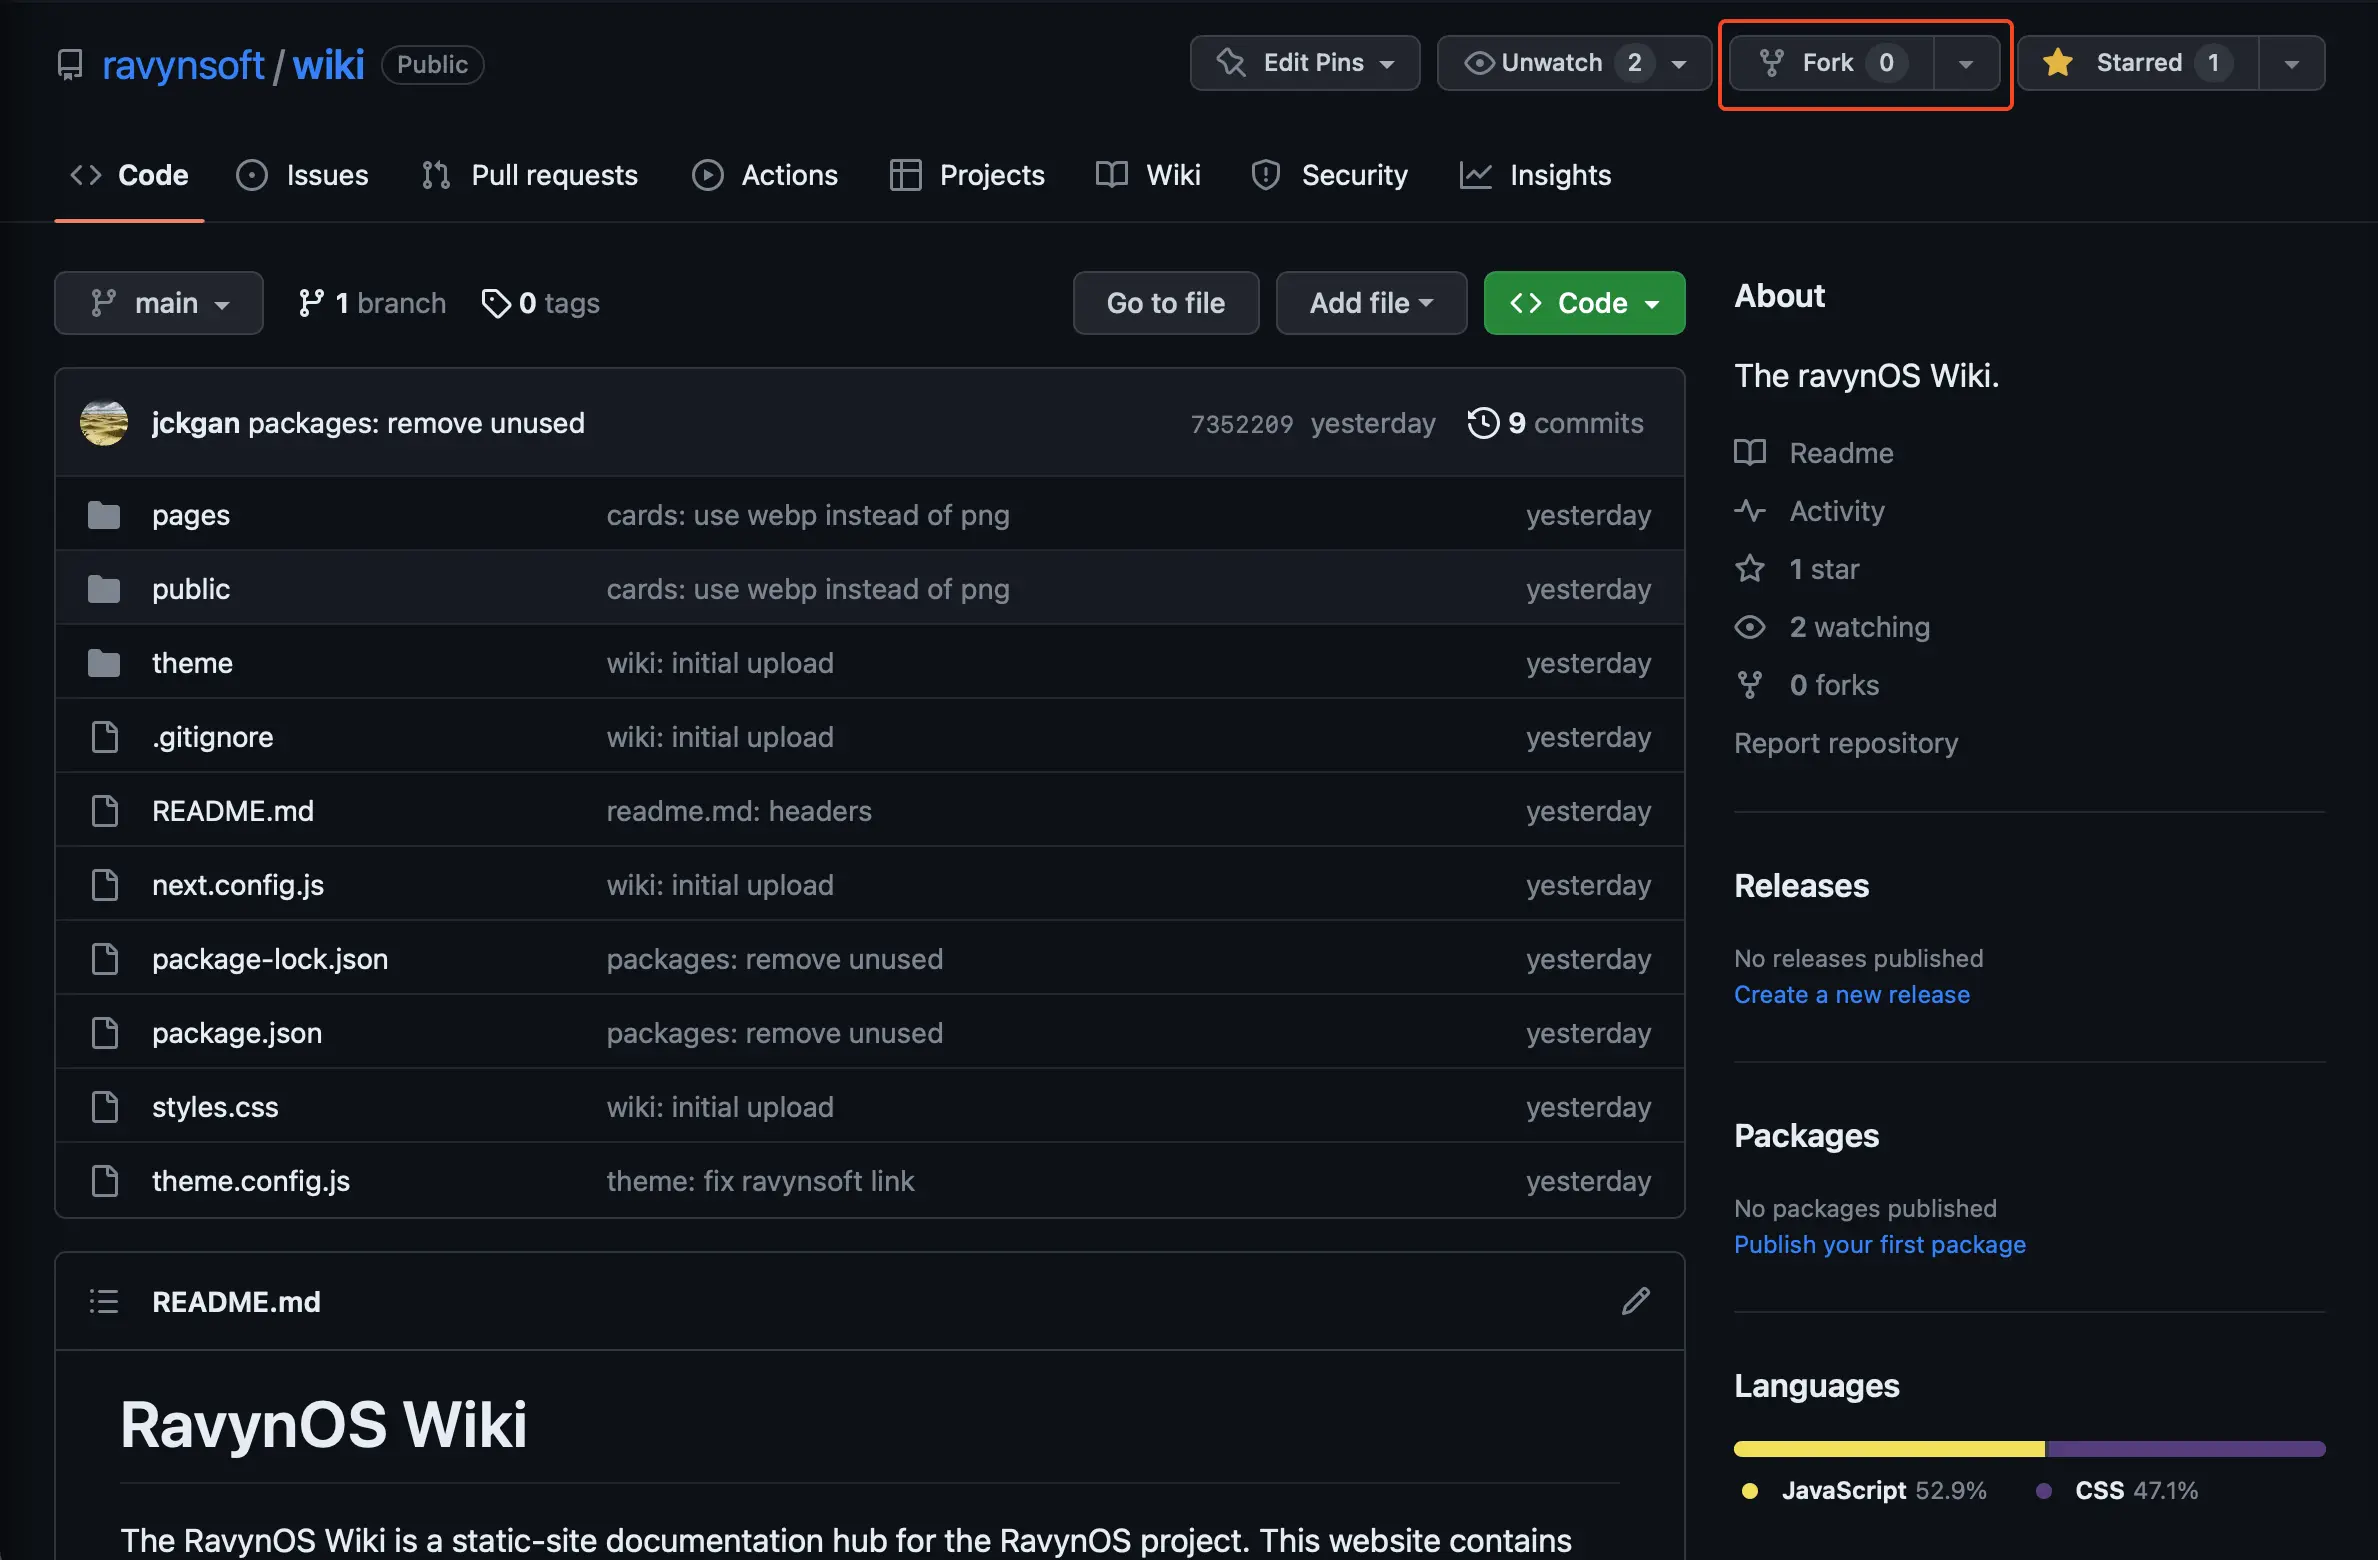 ravynsoft / wiki Public
Edit Pins Unwatch 2 Fork 0 Starred 1
Code Issues Pull requests Actions Projects Wiki Security Insights
main 1 branch 0 tags Go to file Add file Code
jckgan packages: remove unused 7352209 yesterday 9 commits
pages cards: use webp instead of png yesterday
public cards: use webp instead of png yesterday
theme wiki: initial upload yesterday
.gitignore wiki: initial upload yesterday
README.md readme.md: headers yesterday
next.config.js wiki: initial upload yesterday
package-lock.json packages: remove unused yesterday
package.json packages: remove unused yesterday
styles.css wiki: initial upload yesterday
theme.config.js theme: fix ravynsoft link yesterday
README.md
RavynOS Wiki
The RavynOS Wiki is a static-site documentation hub for the RavynOS project. This website contains
About
The ravynOS Wiki.
Readme
Activity
1 star
2 watching
0 forks
Report repository
Releases
No releases published
Create a new release
Packages
No packages published
Publish your first package
Languages
JavaScript 52.9% CSS 47.1%